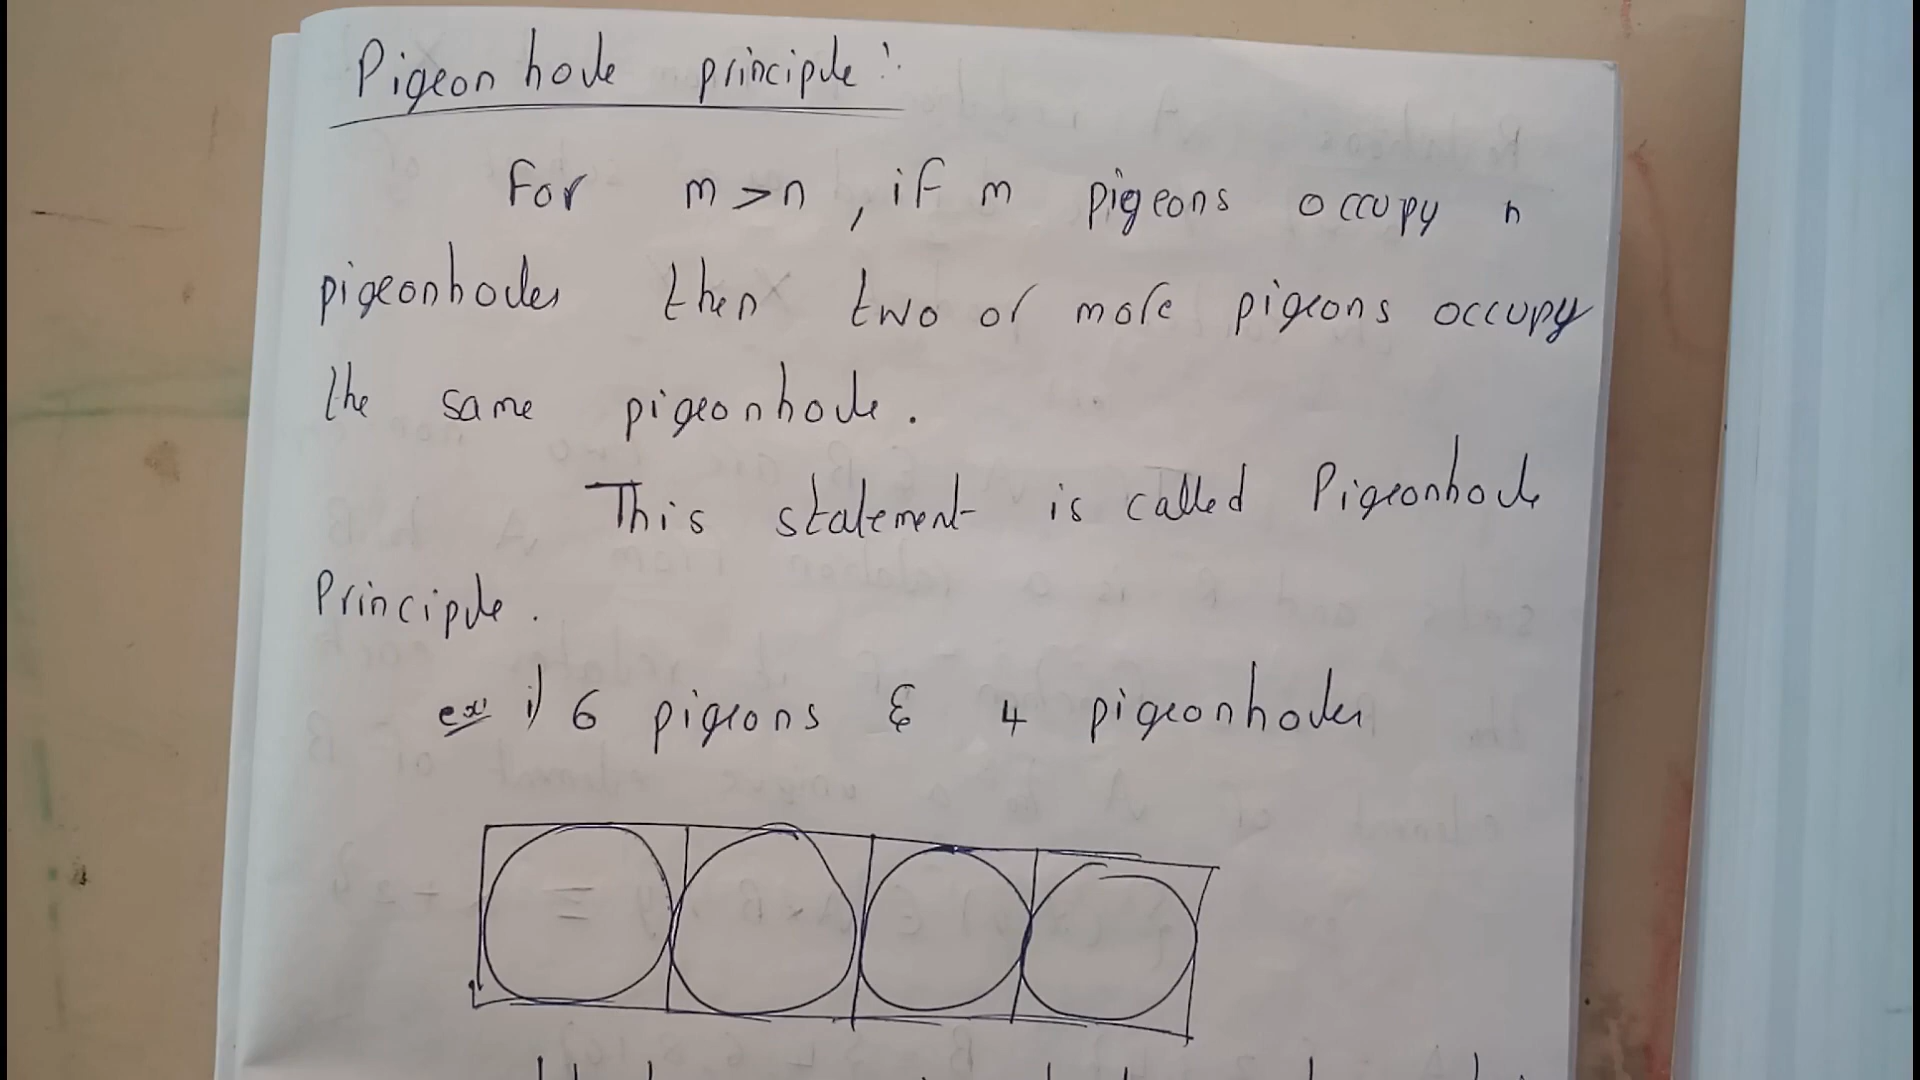 Pigeon hole principle:
For m > n, if m pigeons occupy n
pigeonholes then two or more pigeons occupy
the same pigeonhole.
This statement is called Pigeonhole
Principle.
ex: i) 6 pigeons & 4 pigeonholes